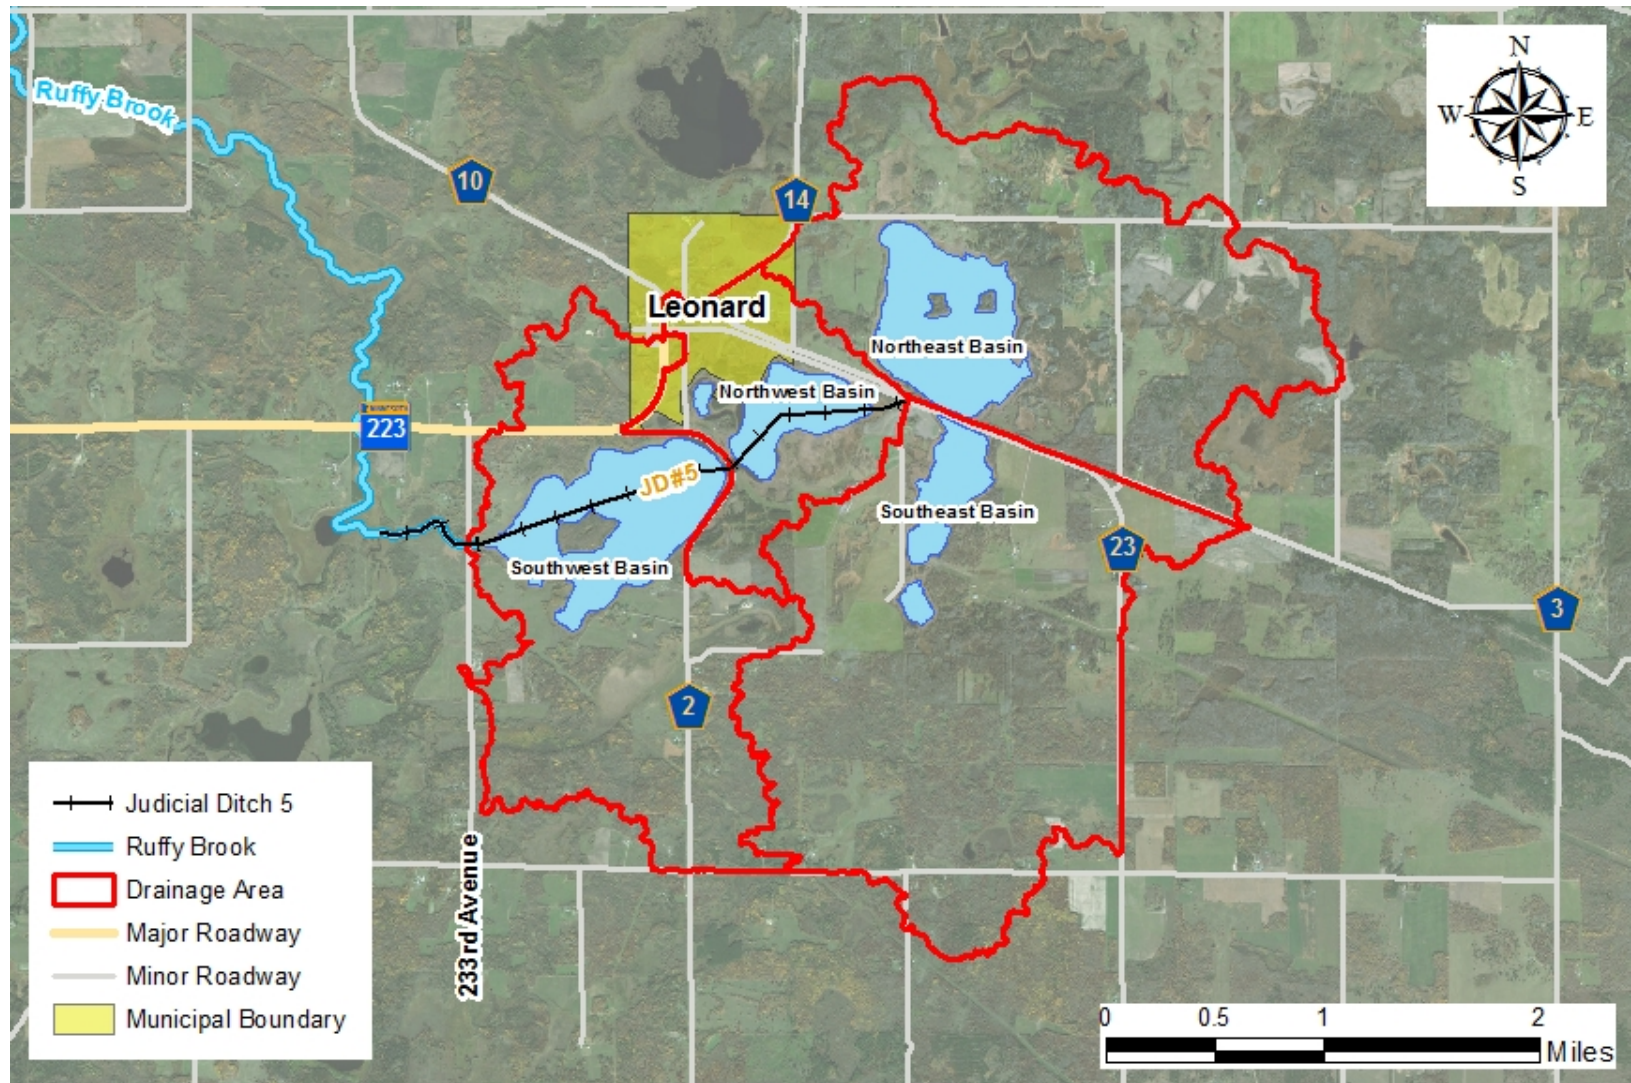 N
W
E
S
Ruffy Brook
10
14
Leonard
Northeast Basin
Northwest Basin
MINNESOTA
223
JD#5
Southeast Basin
23
Southwest Basin
3
2
233rd Avenue
Judicial Ditch 5
Ruffy Brook
Drainage Area
Major Roadway
Minor Roadway
Municipal Boundary
0 0.5 1 2
Miles